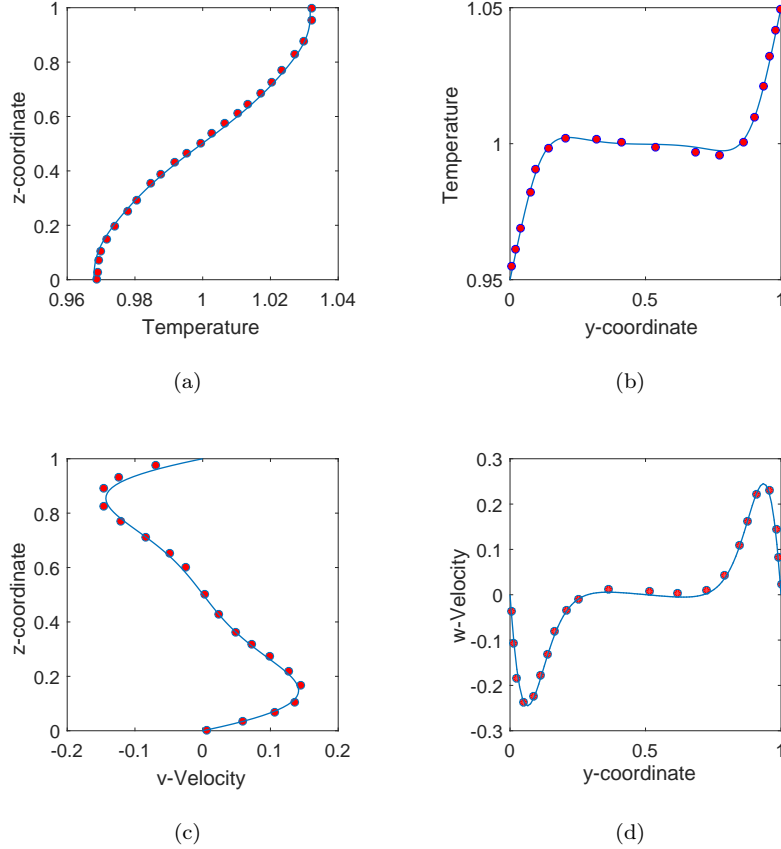 1
0.8
0.6
0.4
0.2
0
z-coordinate
0.96 0.98 1 1.02 1.04
Temperature
(a)
1.05
1
0.95
Temperature
0 0.5 1
y-coordinate
(b)
1
0.8
0.6
0.4
0.2
0
z-coordinate
-0.2 -0.1 0 0.1 0.2
v-Velocity
(c)
0.3
0.2
0.1
0
-0.1
-0.2
-0.3
w-Velocity
0 0.5 1
y-coordinate
(d)